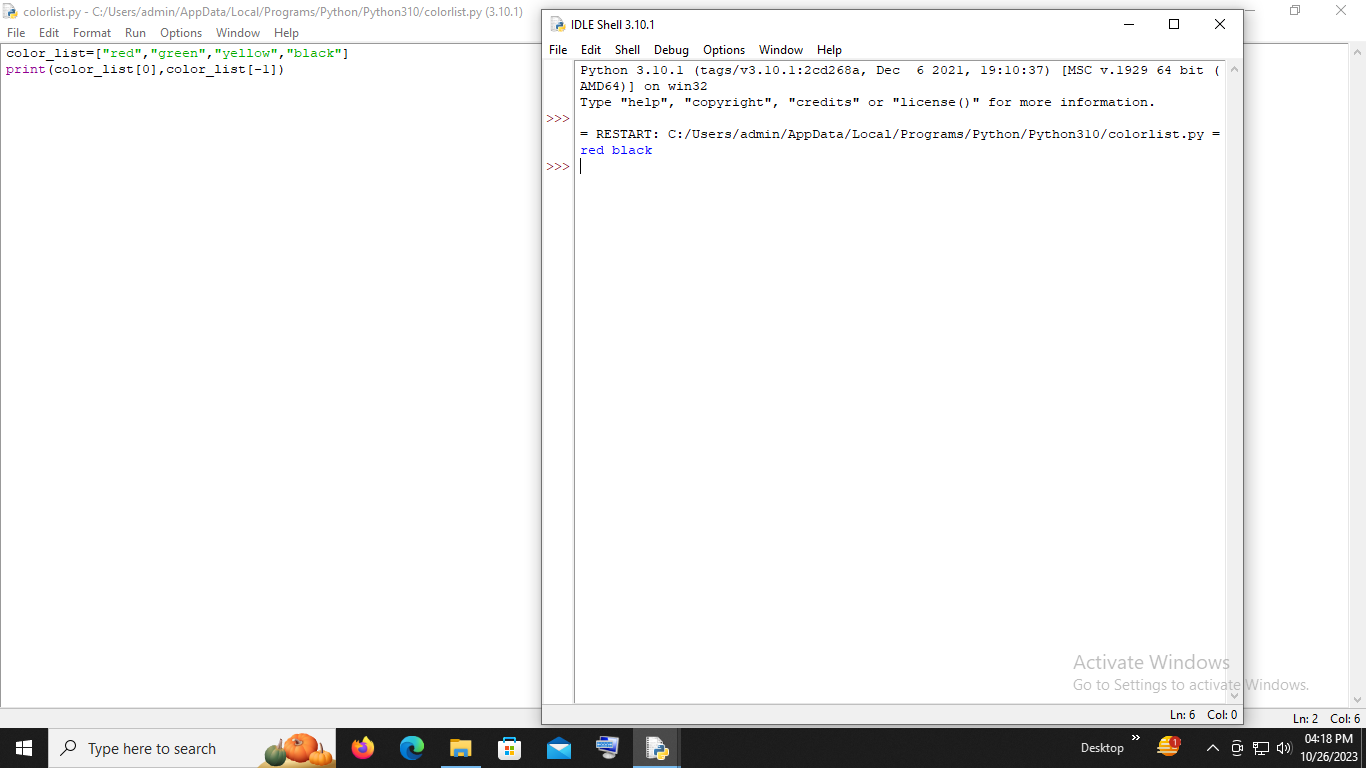 colorlist.py - C:/Users/admin/AppData/Local/Programs/Python/Python310/colorlist.py (3.10.1)
File Edit Format Run Options Window Help
color_list=["red","green","yellow","black"]
print(color_list[0],color_list[-1])
IDLE Shell 3.10.1
File Edit Shell Debug Options Window Help
Python 3.10.1 (tags/v3.10.1:2cd268a, Dec  6 2021, 19:10:37) [MSC v.1929 64 bit (
AMD64)] on win32
Type "help", "copyright", "credits" or "license()" for more information.
>>>
= RESTART: C:/Users/admin/AppData/Local/Programs/Python/Python310/colorlist.py =
red black
>>>
Activate Windows
Go to Settings to activate Windows.
Ln: 6 Col: 0
Ln: 2 Col: 6
Type here to search
Desktop
1
04:18 PM
10/26/2023